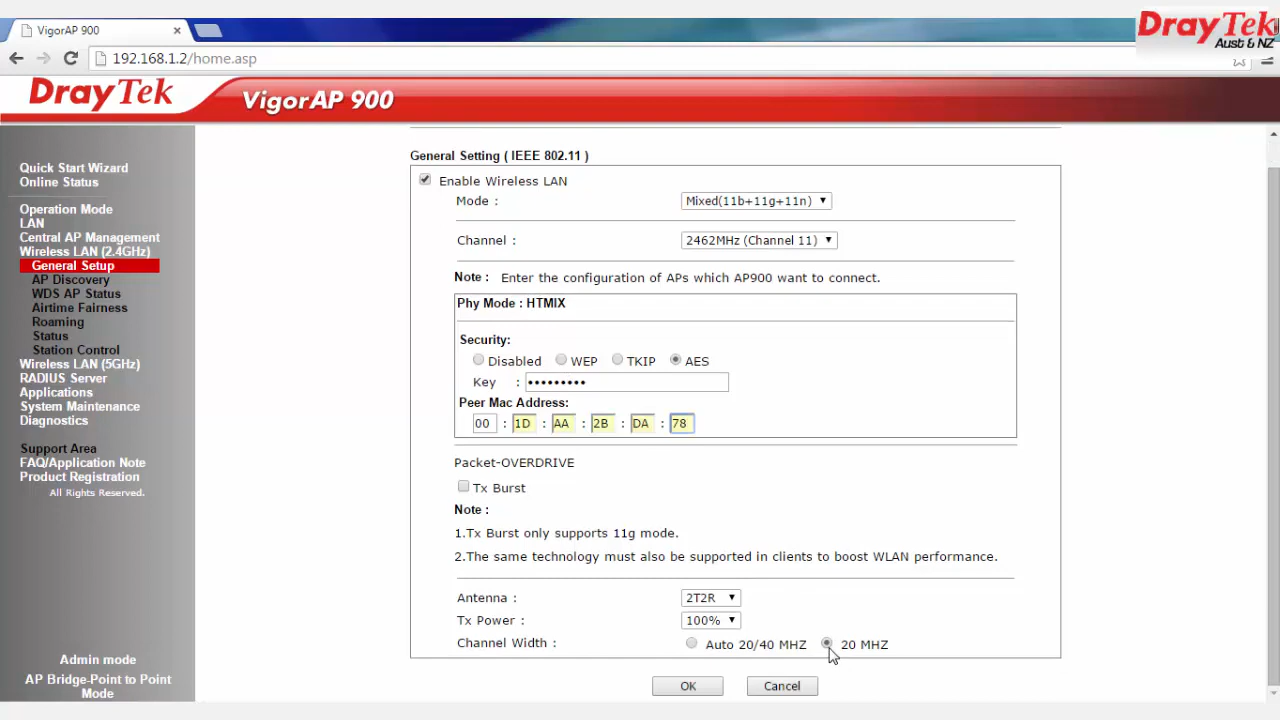 VigorAP 900
192.168.1.2/home.asp
DrayTek
Aust & NZ
DrayTek
VigorAP 900
Quick Start Wizard
Online Status
Operation Mode
LAN
Central AP Management
Wireless LAN (2.4GHz)
General Setup
AP Discovery
WDS AP Status
Airtime Fairness
Roaming
Status
Station Control
Wireless LAN (5GHz)
RADIUS Server
Applications
System Maintenance
Diagnostics
Support Area
FAQ/Application Note
Product Registration
All Rights Reserved.
Admin mode
AP Bridge-Point to Point
Mode
General Setting ( IEEE 802.11 )
Enable Wireless LAN
Mode : Mixed(11b+11g+11n)
Channel : 2462MHz (Channel 11)
Note : Enter the configuration of APs which AP900 want to connect.
Phy Mode : HTMIX
Security:
Disabled WEP TKIP AES
Key : •••••••••
Peer Mac Address:
00 : 1D : AA : 2B : DA : 78
Packet-OVERDRIVE
Tx Burst
Note :
1.Tx Burst only supports 11g mode.
2.The same technology must also be supported in clients to boost WLAN performance.
Antenna : 2T2R
Tx Power : 100%
Channel Width : Auto 20/40 MHZ 20 MHZ
OK Cancel